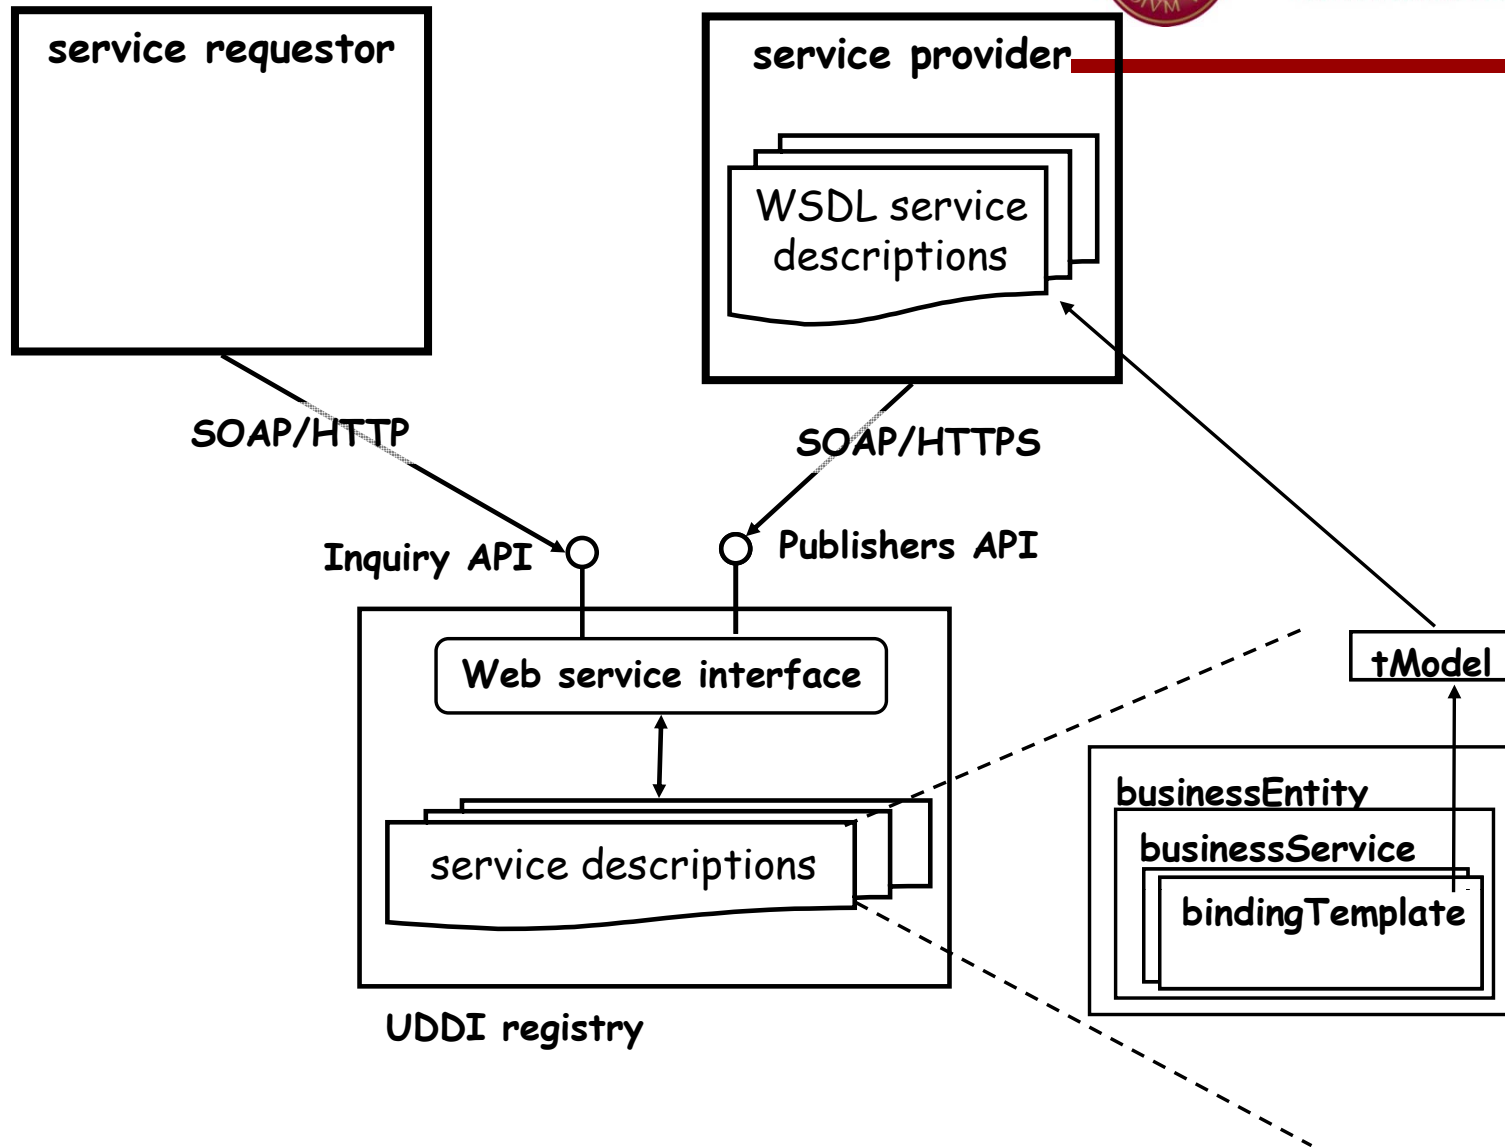 service requestor
service provider
WSDL service
descriptions
SOAP/HTTP
SOAP/HTTPS
Inquiry API
Publishers API
Web service interface
tModel
businessEntity
businessService
service descriptions
bindingTemplate
UDDI registry